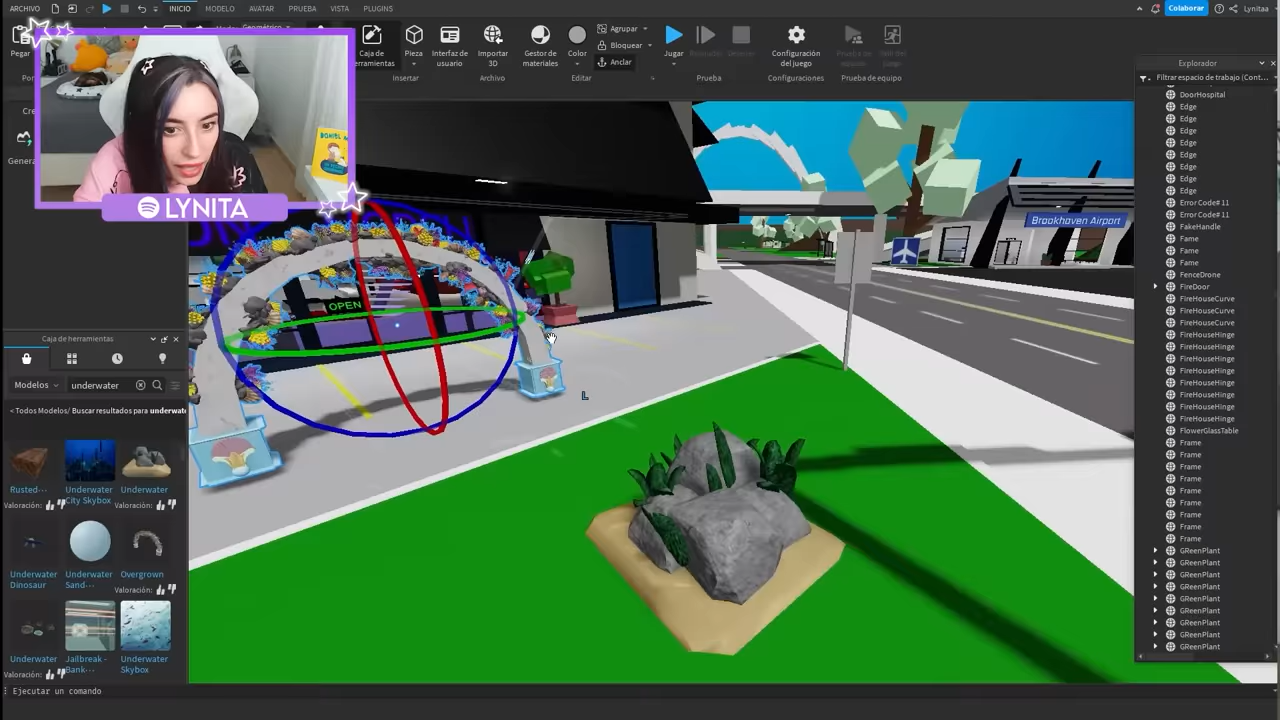 ARCHIVO INICIO MODELO AVATAR PRUEBA VISTA PLUGINS
Colaborar Lynitaa
Pegar
Caja de
Pieza
Interfaz de
usuario
Importar
3D
Gestor de
materiales
Color
Agrupar
Bloquear
Anclar
Jugar
Configuración
del juego
Prueba de
Insertar Archivo Editar Prueba Configuraciones Prueba de equipo
LYNITA
OPEN
Brookhaven Airport
L
Caja de herramientas
Modelos underwater
< Todos Modelos/ Buscar resultados para underwate
Rusted...
Underwater
City Skybox
Underwater
Valoración: Valoración:
Underwater
Dinosaur
Underwater
Sand...
Overgrown
Valoración:
Underwater
Jailbreak -
Bank...
Underwater
Skybox
Valoración:
Ejecutar un comando
Explorador
Filtrar espacio de trabajo (Cont...
DoorHospital
Edge
Edge
Edge
Edge
Edge
Edge
Edge
Edge
Error Code# 11
Error Code# 11
FakeHandle
Fame
Fame
Fame
FenceDrone
FireDoor
FireHouseCurve
FireHouseCurve
FireHouseCurve
FireHouseHinge
FireHouseHinge
FireHouseHinge
FireHouseHinge
FireHouseHinge
FireHouseHinge
FireHouseHinge
FireHouseHinge
FlowerGlassTable
Frame
Frame
Frame
Frame
Frame
Frame
Frame
Frame
Frame
GReenPlant
GReenPlant
GReenPlant
GReenPlant
GReenPlant
GReenPlant
GReenPlant
GReenPlant
GReenPlant